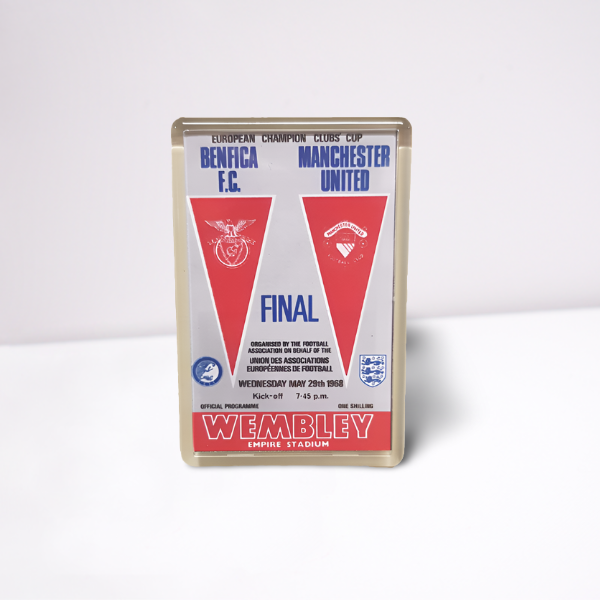 EUROPEAN CHAMPION CLUBS' CUP
BENFICA
F.C.
MANCHESTER
UNITED
MANCHESTER UNITED
FINAL
ORGANISED BY THE FOOTBALL
ASSOCIATION ON BEHALF OF THE
UNION DES ASSOCIATIONS
EUROPÉENNES DE FOOTBALL
WEDNESDAY MAY 29th 1968
Kick-off 7·45 p.m.
OFFICIAL PROGRAMME ONE SHILLING
WEMBLEY
EMPIRE STADIUM